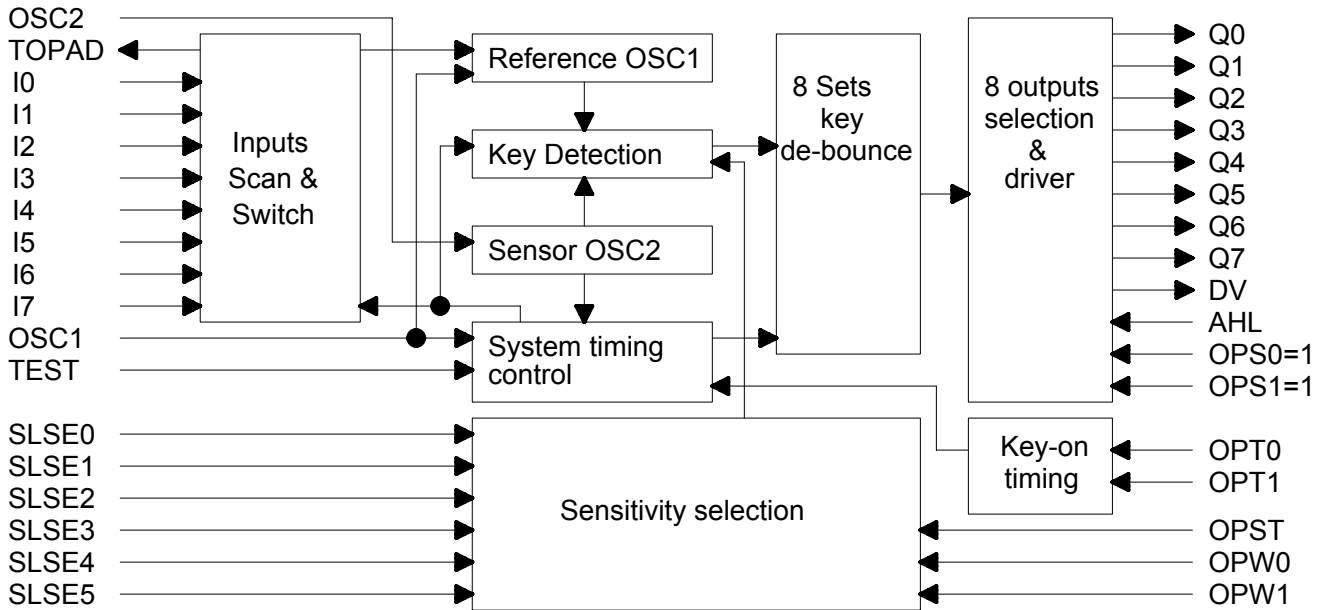 OSC2
TOPAD
I0
I1
I2
I3
I4
I5
I6
I7
OSC1
TEST
SLSE0
SLSE1
SLSE2
SLSE3
SLSE4
SLSE5
Inputs
Scan &
Switch
Reference OSC1
Key Detection
Sensor OSC2
System timing
control
Sensitivity selection
8 Sets
key
de-bounce
8 outputs
selection
&
driver
Key-on
timing
Q0
Q1
Q2
Q3
Q4
Q5
Q6
Q7
DV
AHL
OPS0=1
OPS1=1
OPT0
OPT1
OPST
OPW0
OPW1